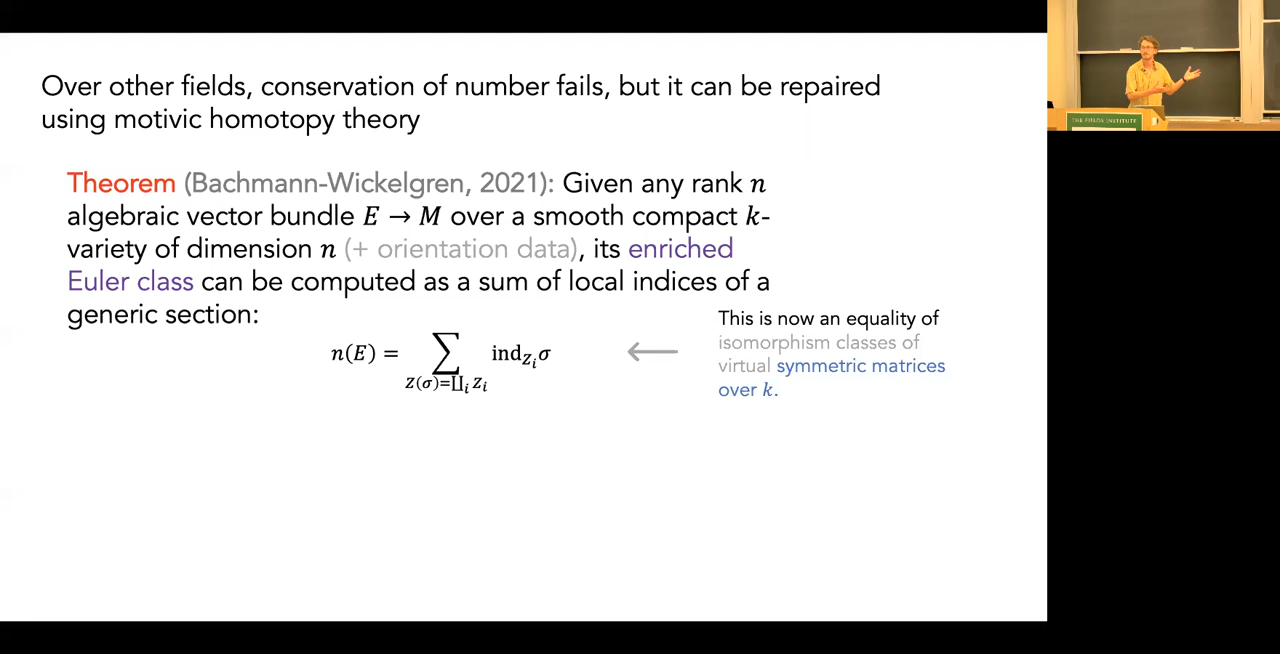 Over other fields, conservation of number fails, but it can be repaired
using motivic homotopy theory
Theorem (Bachmann-Wickelgren, 2021): Given any rank n
algebraic vector bundle E → M over a smooth compact k-
variety of dimension n (+ orientation data), its enriched
Euler class can be computed as a sum of local indices of a
generic section:
n(E) = ∑ ind_{Z_i} σ
Z(σ)=∐_i Z_i
This is now an equality of
isomorphism classes of
virtual symmetric matrices
over k.
THE FIELDS INSTITUTE